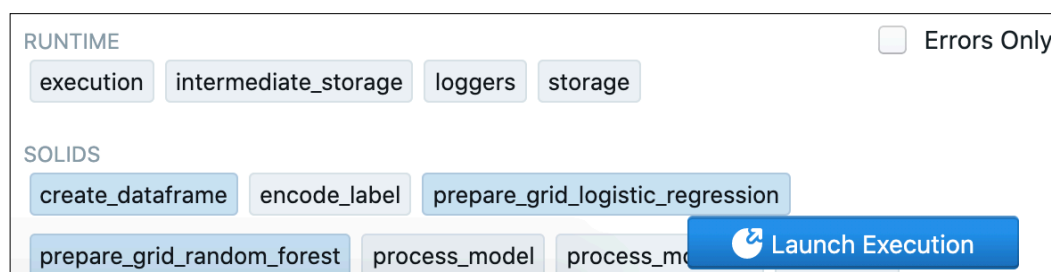 RUNTIME
Errors Only
execution intermediate_storage loggers storage
SOLIDS
create_dataframe encode_label prepare_grid_logistic_regression
prepare_grid_random_forest process_model
Launch Execution